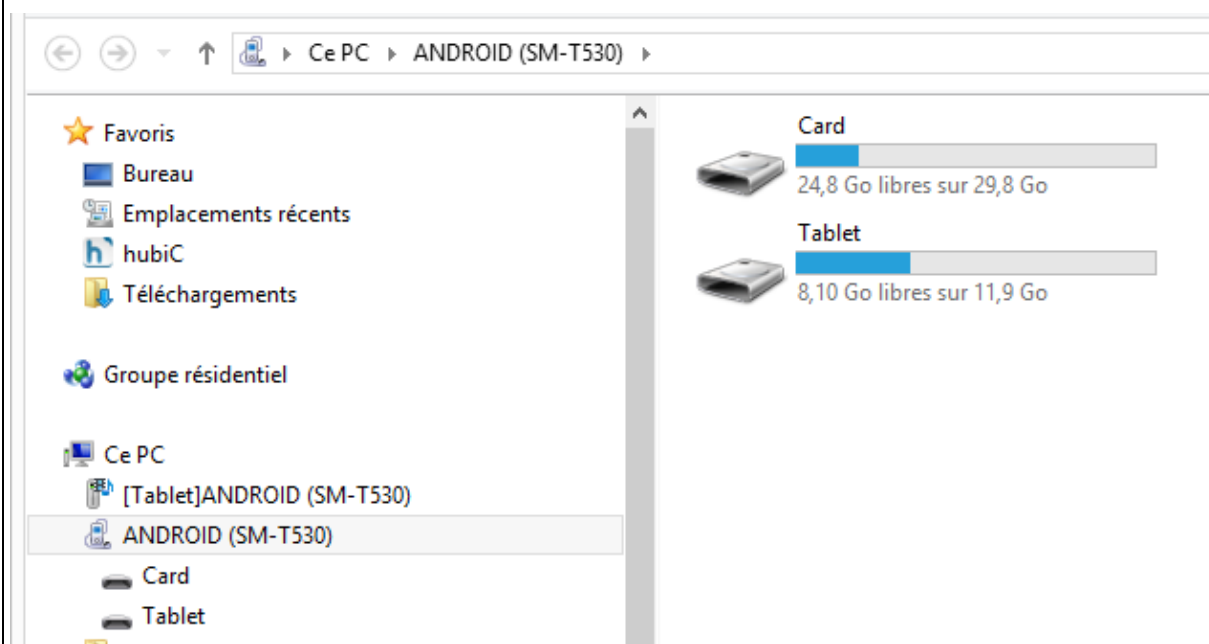 Ce PC ANDROID (SM-T530)
Favoris
Bureau
Emplacements récents
hubiC
Téléchargements
Groupe résidentiel
Ce PC
[Tablet]ANDROID (SM-T530)
ANDROID (SM-T530)
Card
Tablet
Card
24,8 Go libres sur 29,8 Go
Tablet
8,10 Go libres sur 11,9 Go